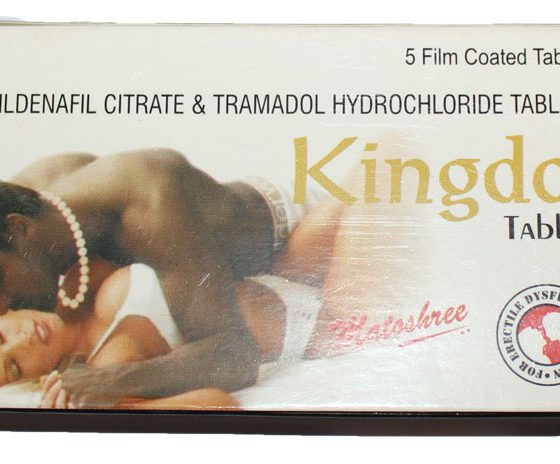 5 Film Coated Tab
ILDENAFIL CITRATE & TRAMADOL HYDROCHLORIDE TABL
Kingdo
TABL
Matoshree
FOR ERECTILE DYSF
N